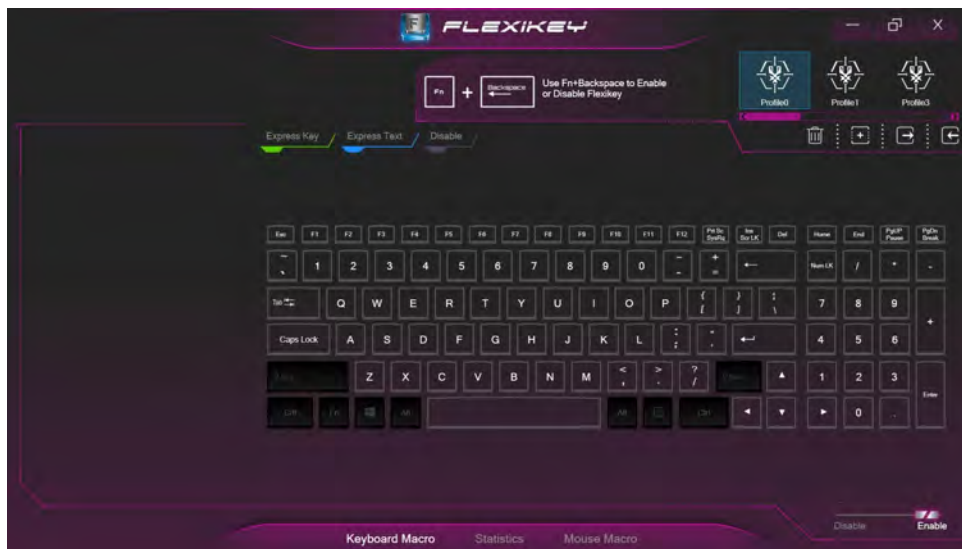 FLEXIKEY
Fn + Backspace Use Fn+Backspace to Enable
or Disable Flexikey
Profile0 Profile1 Profile3
Express Key Express Text Disable
Esc F1 F2 F3 F4 F5 F6 F7 F8 F9 F10 F11 F12 Prt Sc Ins Del Home End PgUP PgDn
SysRq Scr LK Pause Break
1 2 3 4 5 6 7 8 9 0 - + = Num LK / * -
Tab Q W E R T Y U I O P { [ } ] \ 7 8 9 +
Caps Lock A S D F G H J K L : ; 4 5 6
Z X C V B N M < , > . ? / 1 2 3 Enter
Ctrl Fn Alt Alt Ctrl 0 .
Disable Enable
Keyboard Macro Statistics Mouse Macro